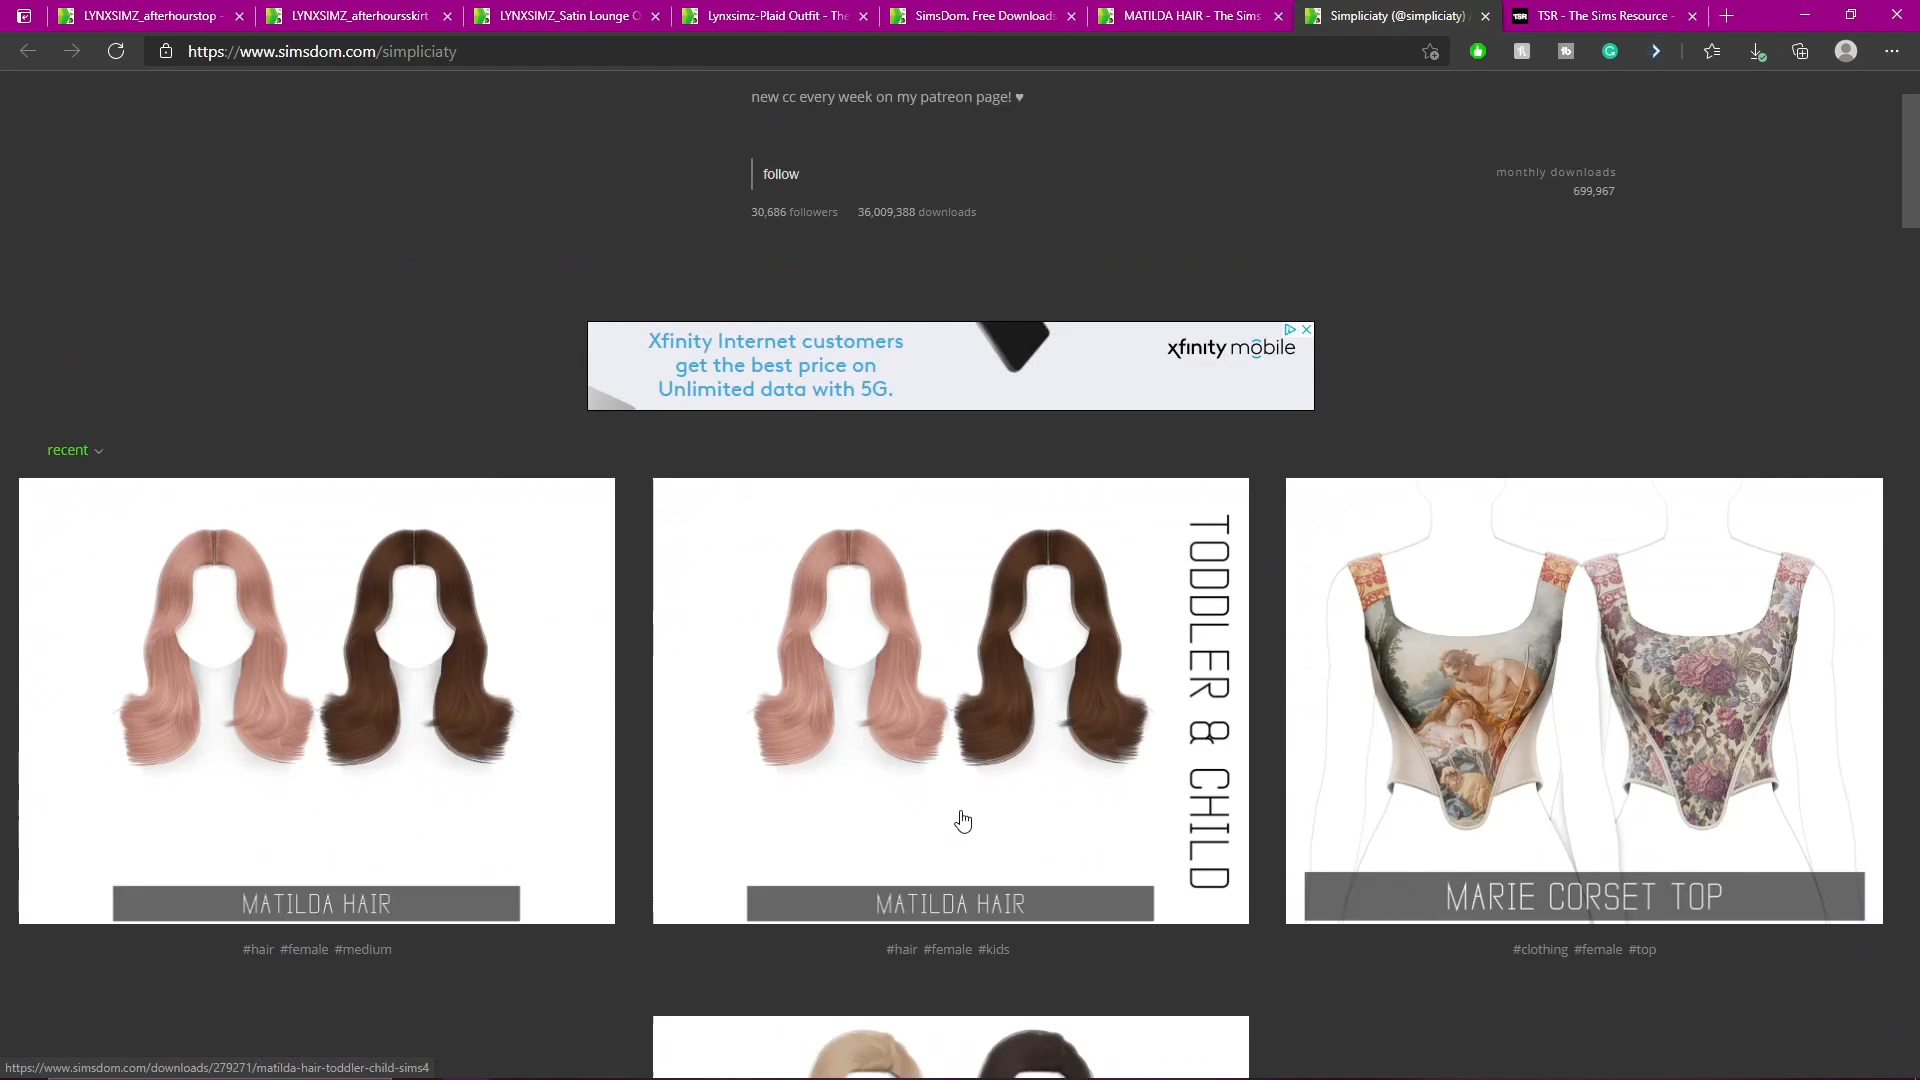 LYNXSIMZ_afterhourstop -
LYNXSIMZ_afterhoursskirt
LYNXSIMZ_Satin Lounge O
Lynxsimz-Plaid Outfit - The
SimsDom. Free Downloads
MATILDA HAIR - The Sims
Simpliciaty (@simpliciaty) /
TSR
TSR - The Sims Resource -
https://www.simsdom.com/simpliciaty
new cc every week on my patreon page! ♥
follow
monthly downloads
699,967
30,686 followers
36,009,388 downloads
Xfinity Internet customers
get the best price on
Unlimited data with 5G.
xfinity mobile
recent
TODDLER & CHILD
MATILDA HAIR
MATILDA HAIR
MARIE CORSET TOP
#hair #female #medium
#hair #female #kids
#clothing #female #top
https://www.simsdom.com/downloads/279271/matilda-hair-toddler-child-sims4